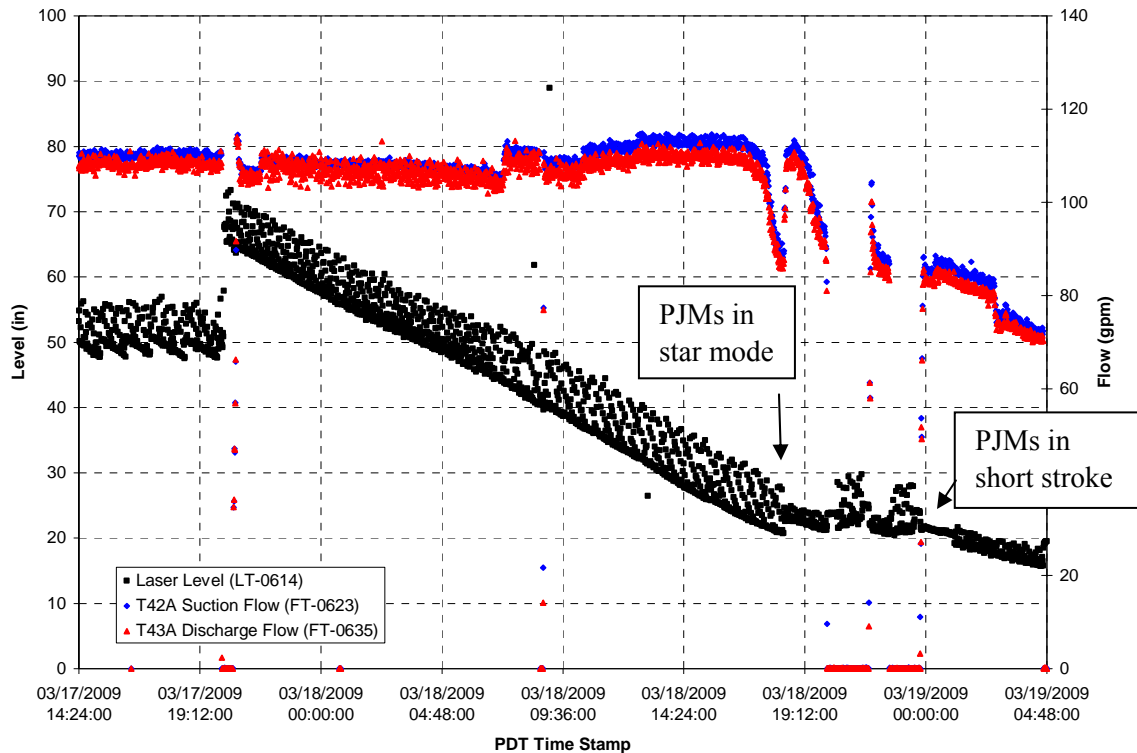 100
90
80
70
60
50
40
30
20
10
0
Level (in)
140
120
100
80
60
40
20
0
Flow (gpm)
PJMs in
star mode
PJMs in
short stroke
Laser Level (LT-0614)
T42A Suction Flow (FT-0623)
T43A Discharge Flow (FT-0635)
03/17/2009 03/17/2009 03/18/2009 03/18/2009 03/18/2009 03/18/2009 03/18/2009 03/19/2009 03/19/2009
14:24:00 19:12:00 00:00:00 04:48:00 09:36:00 14:24:00 19:12:00 00:00:00 04:48:00
PDT Time Stamp